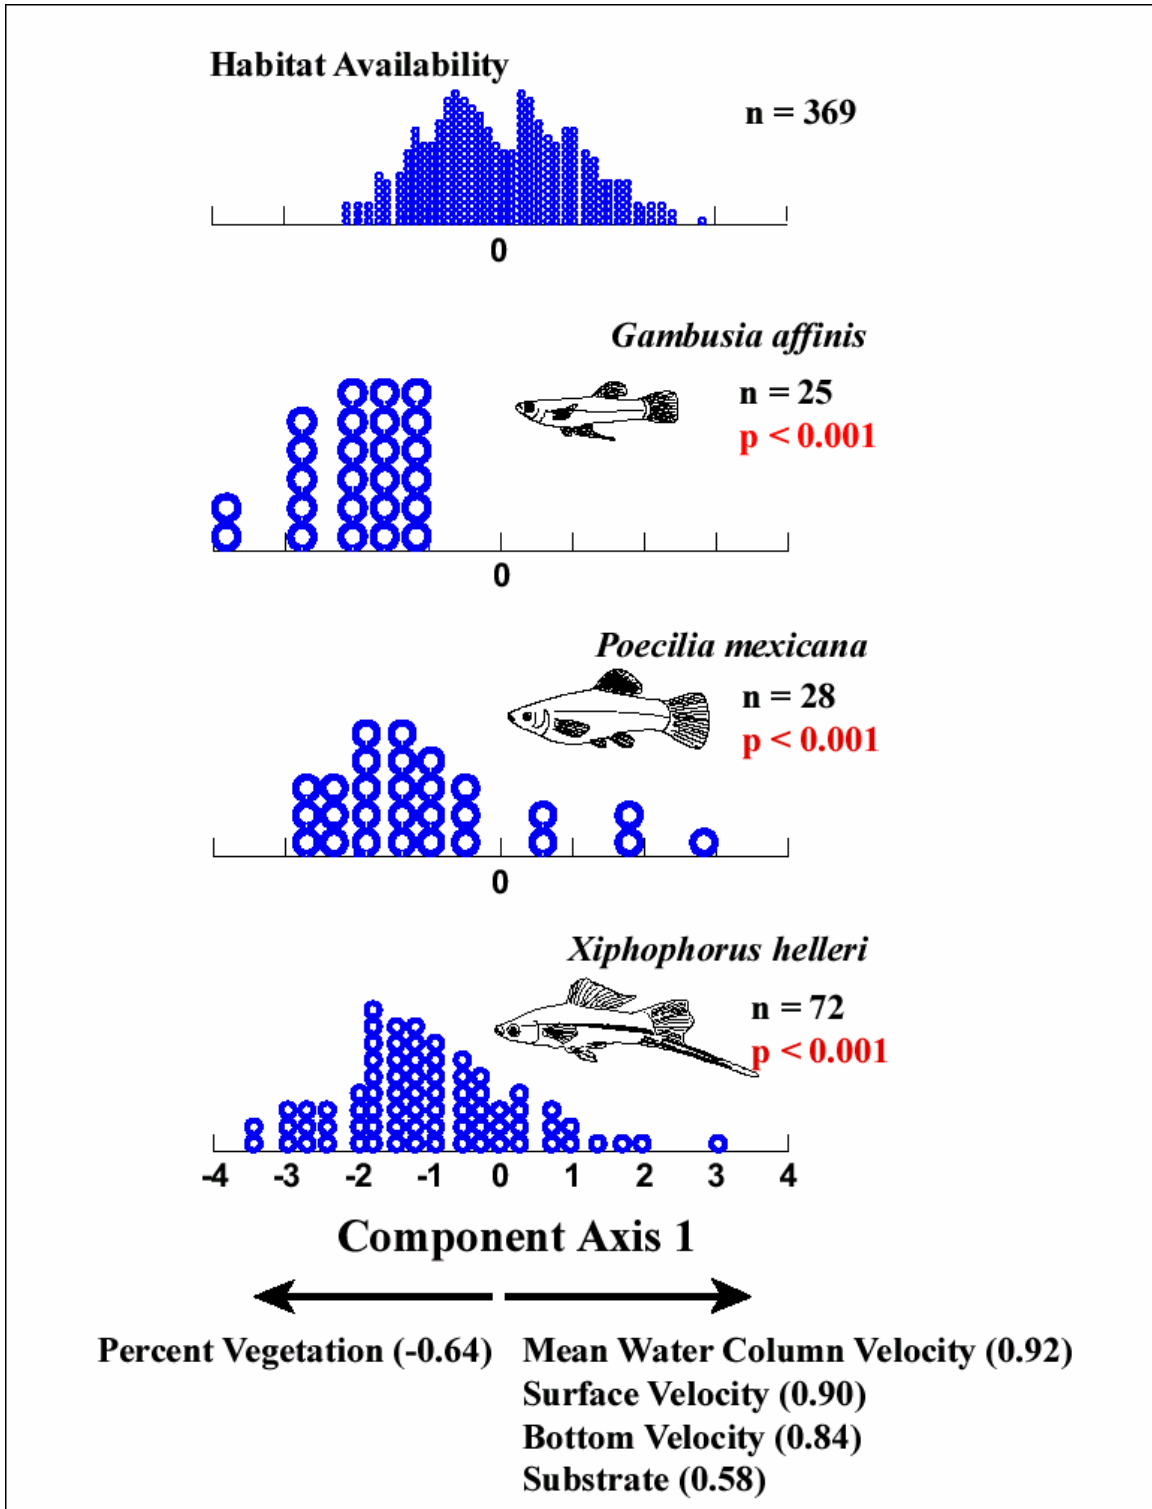 Habitat Availability
n = 369
0
Gambusia affinis
n = 25
p < 0.001
0
Poecilia mexicana
n = 28
p < 0.001
0
Xiphophorus helleri
n = 72
p < 0.001
-4 -3 -2 -1 0 1 2 3 4
Component Axis 1
Percent Vegetation (-0.64) Mean Water Column Velocity (0.92)
Surface Velocity (0.90)
Bottom Velocity (0.84)
Substrate (0.58)